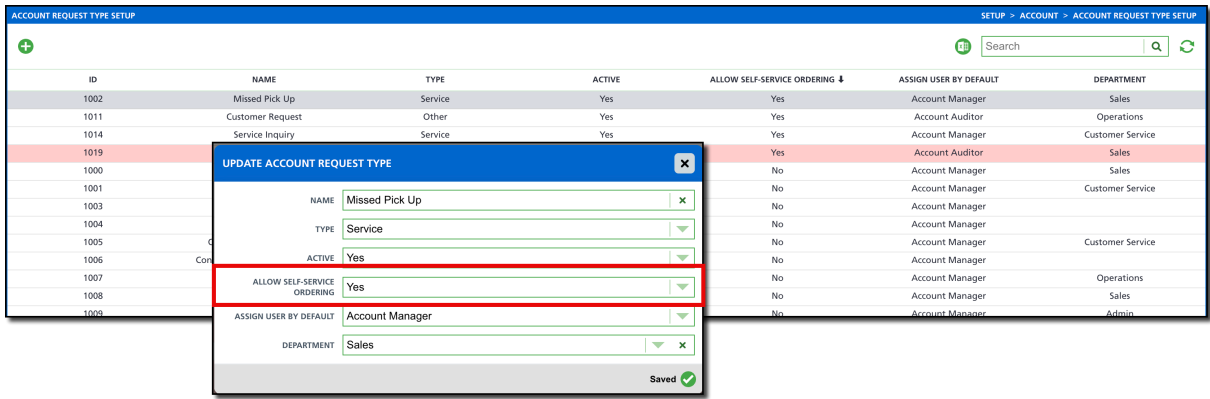 ACCOUNT REQUEST TYPE SETUP SETUP > ACCOUNT > ACCOUNT REQUEST TYPE SETUP
Search
ID NAME TYPE ACTIVE ALLOW SELF-SERVICE ORDERING ⬇ ASSIGN USER BY DEFAULT DEPARTMENT
1002 Missed Pick Up Service Yes Yes Account Manager Sales
1011 Customer Request Other Yes Yes Account Auditor Operations
1014 Service Inquiry Service Yes Yes Account Manager Customer Service
1019 Yes Account Auditor Sales
1000 No Account Manager Sales
1001 No Account Manager Customer Service
1003 No Account Manager
1004 No Account Manager
1005 C No Account Manager Customer Service
1006 Con No Account Manager
1007 No Account Manager Operations
1008 No Account Manager Sales
1009 No Account Manager Admin
UPDATE ACCOUNT REQUEST TYPE
NAME Missed Pick Up
TYPE Service
ACTIVE Yes
ALLOW SELF-SERVICE
ORDERING Yes
ASSIGN USER BY DEFAULT Account Manager
DEPARTMENT Sales
Saved